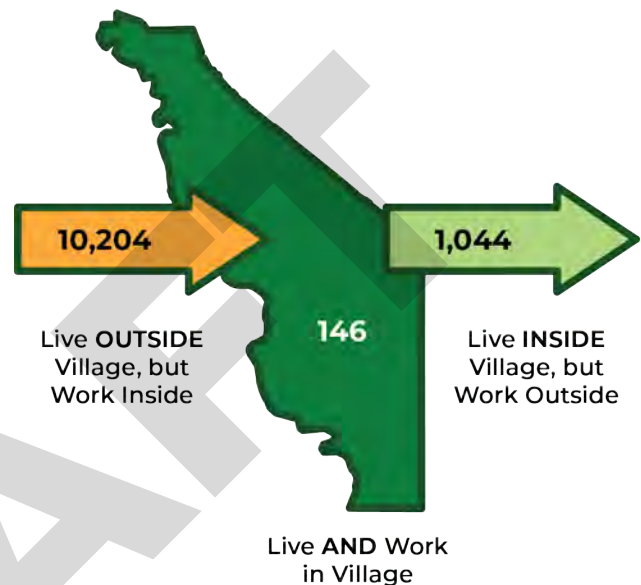 10,204
1,044
146
Live OUTSIDE
Village, but
Work Inside
Live INSIDE
Village, but
Work Outside
Live AND Work
in Village